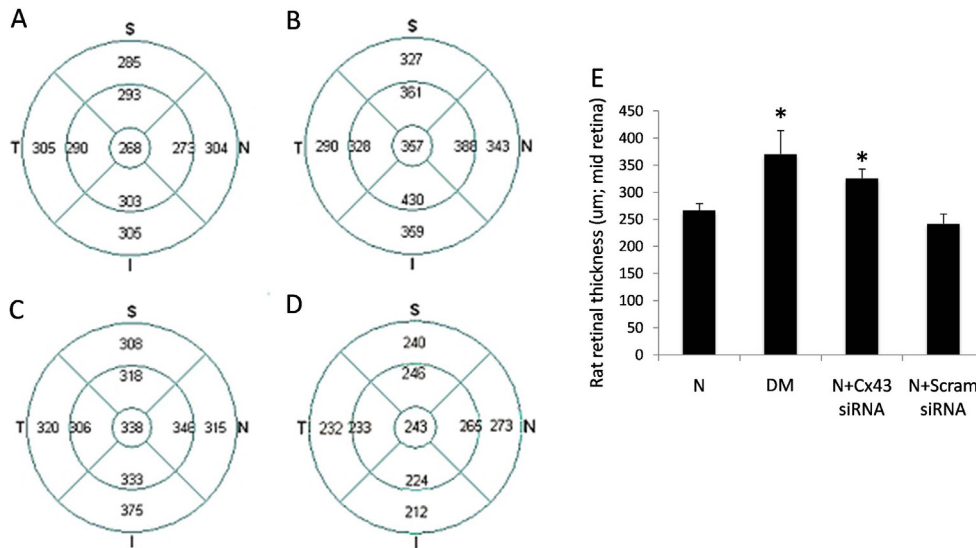 A
S
285
293
T 305 290 268 273 304 N
303
305
I
B
S
327
361
T 290 328 357 388 343 N
430
359
I
C
S
308
318
T 320 306 338 346 315 N
333
375
I
D
S
240
246
T 232 233 243 265 273 N
224
212
I
E
Rat retinal thickness (um; mid retina)
450
400
350
300
250
200
150
100
50
0
* *
N DM N+Cx43 N+Scram
siRNA siRNA